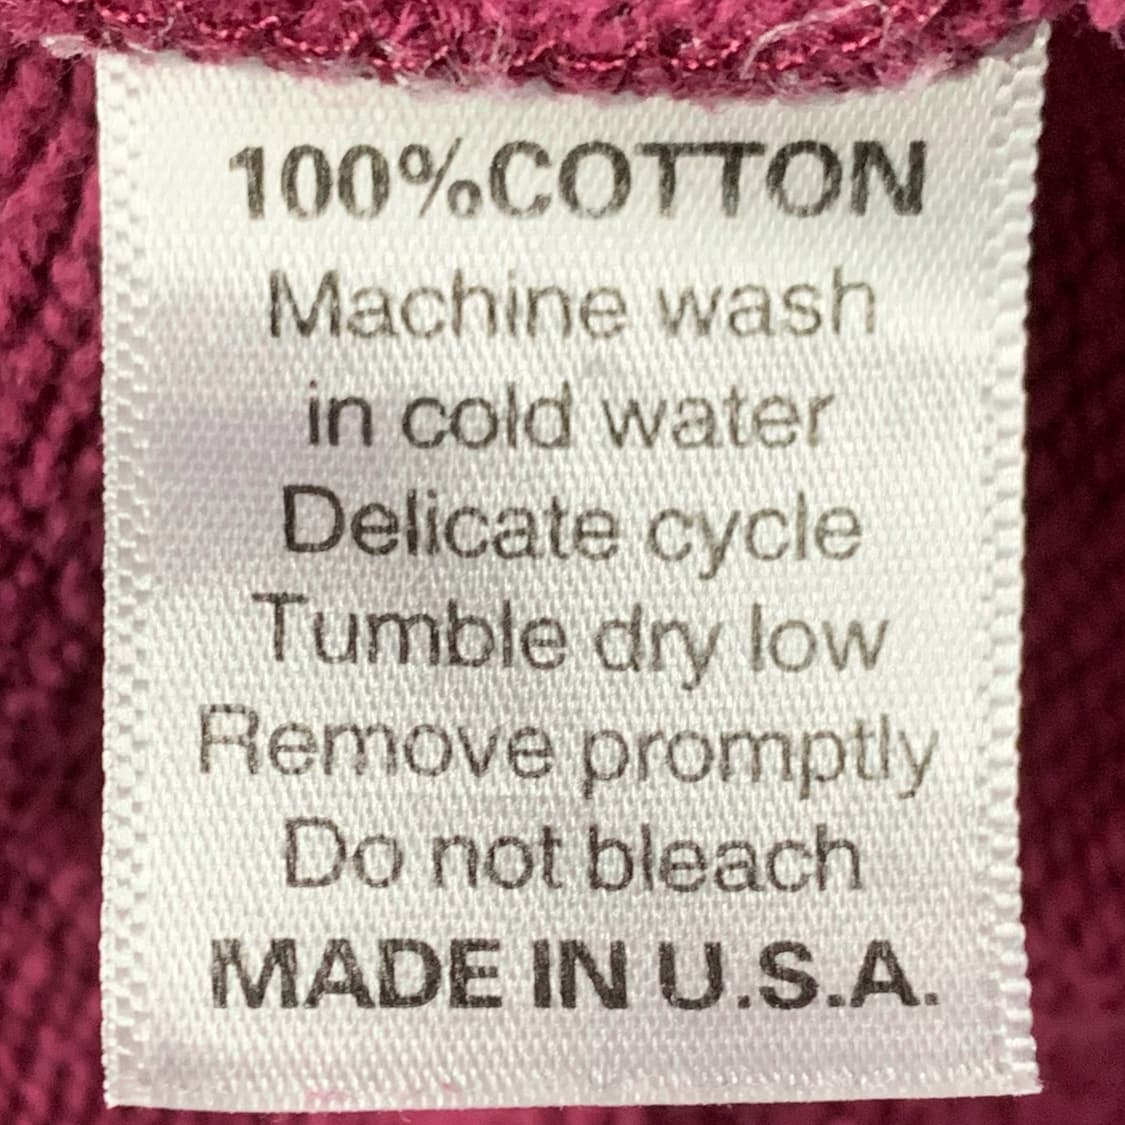 100%COTTON
Machine wash
in cold water
Delicate cycle
Tumble dry low
Remove promptly
Do not bleach
MADE IN U.S.A.